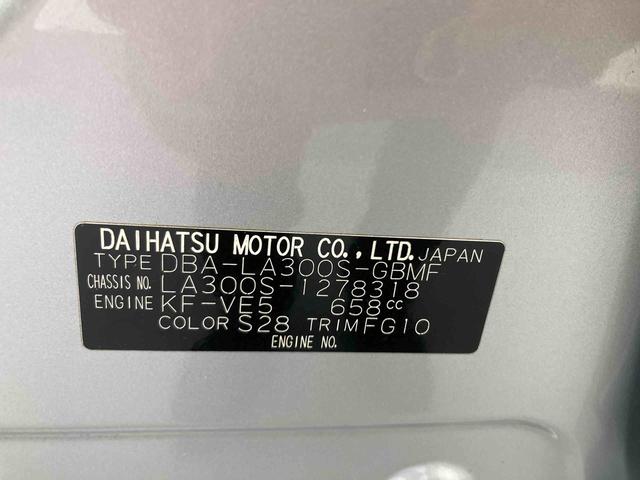 DAIHATSU MOTOR CO., LTD. JAPAN
TYPE DBA-LA300S-GBMF
CHASSIS NO. LA300S-1278318
ENGINE KF-VE5 658cc
COLOR S28 TRIM FG10
ENGINE NO.